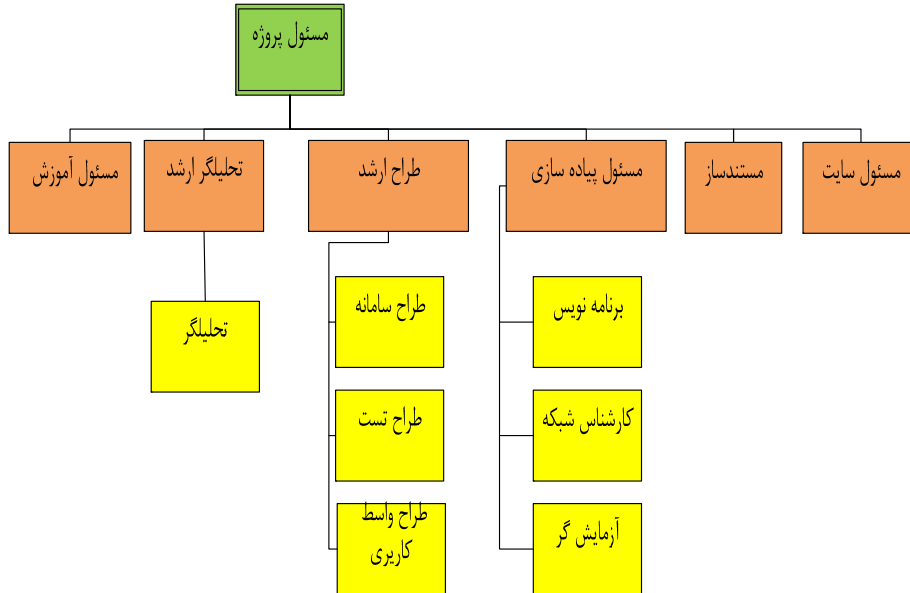 مسئول پروژه
مسئول سایت
مستندساز
مسئول پیاده سازی
طراح ارشد
تحلیلگر ارشد
مسئول آموزش
برنامه نویس
کارشناس شبکه
آزمایش گر
طراح سامانه
طراح تست
طراح واسط
کاربری
تحلیلگر